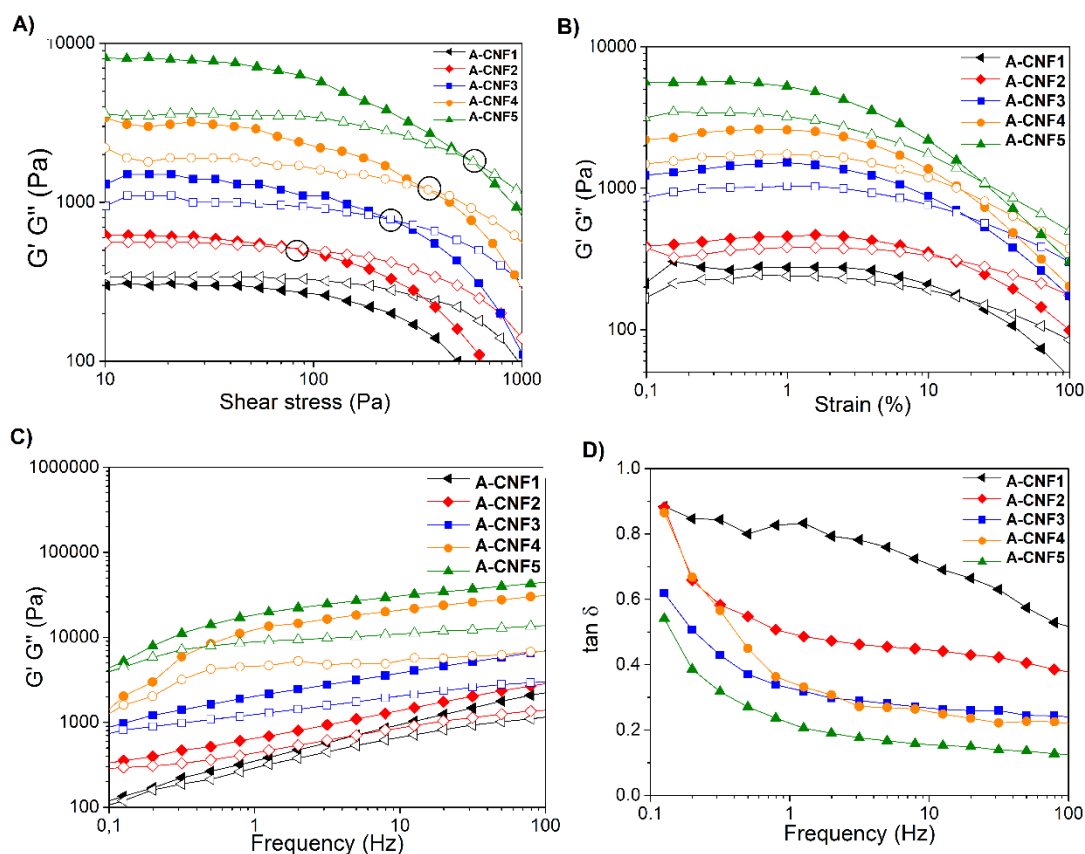 A)
10000
1000
100
G' G'' (Pa)
10 100 1000
Shear stress (Pa)
A-CNF1
A-CNF2
A-CNF3
A-CNF4
A-CNF5
B)
10000
1000
100
G' G'' (Pa)
0,1 1 10 100
Strain (%)
A-CNF1
A-CNF2
A-CNF3
A-CNF4
A-CNF5
C)
1000000
100000
10000
1000
100
G' G'' (Pa)
0,1 1 10 100
Frequency (Hz)
A-CNF1
A-CNF2
A-CNF3
A-CNF4
A-CNF5
D)
1.0
0.8
0.6
0.4
0.2
0.0
tan δ
0.1 1 10 100
Frequency (Hz)
A-CNF1
A-CNF2
A-CNF3
A-CNF4
A-CNF5